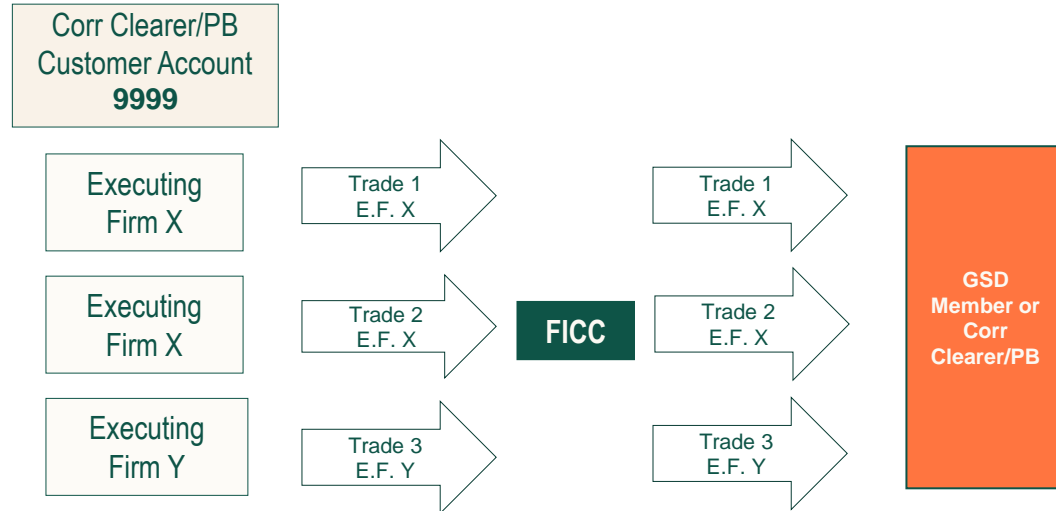 Corr Clearer/PB
Customer Account
9999
Executing
Firm X
Trade 1
E.F. X
Trade 1
E.F. X
Executing
Firm X
Trade 2
E.F. X
FICC
Trade 2
E.F. X
GSD
Member or
Corr
Clearer/PB
Executing
Firm Y
Trade 3
E.F. Y
Trade 3
E.F. Y